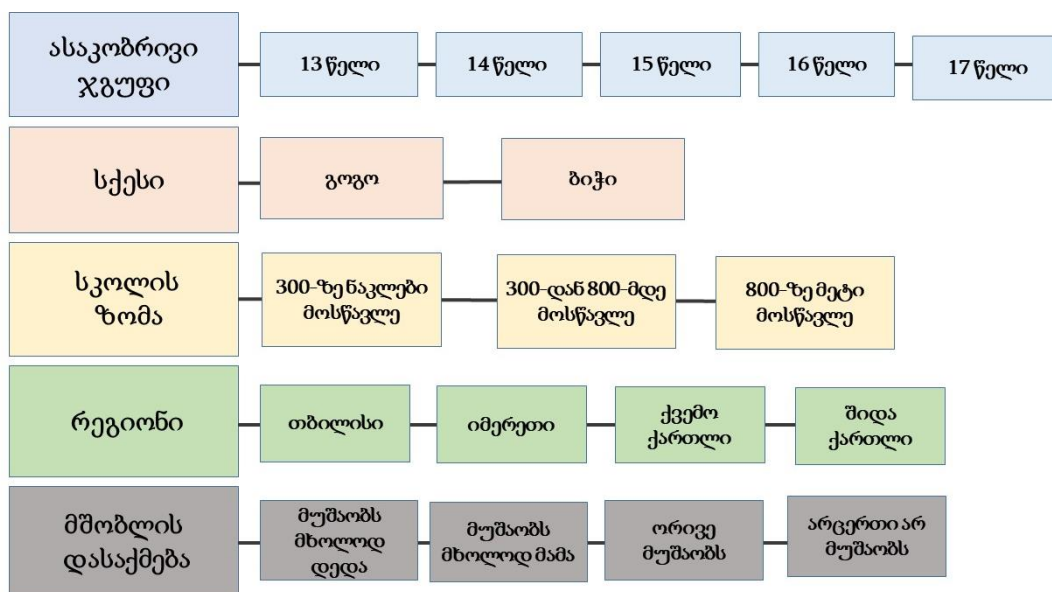 ასაკობრივი
ჯგუფი
13 წელი
14 წელი
15 წელი
16 წელი
17 წელი
სქესი
გოგო
ბიჭი
სკოლის
ზომა
300-ზე ნაკლები
მოსწავლე
300-დან 800-მდე
მოსწავლე
800-ზე მეტი
მოსწავლე
რეგიონი
თბილისი
იმერეთი
ქვემო
ქართლი
შიდა
ქართლი
მშობლის
დასაქმება
მუშაობს
მხოლოდ
დედა
მუშაობს
მხოლოდ მამა
ორივე
მუშაობს
არცერთი არ
მუშაობს